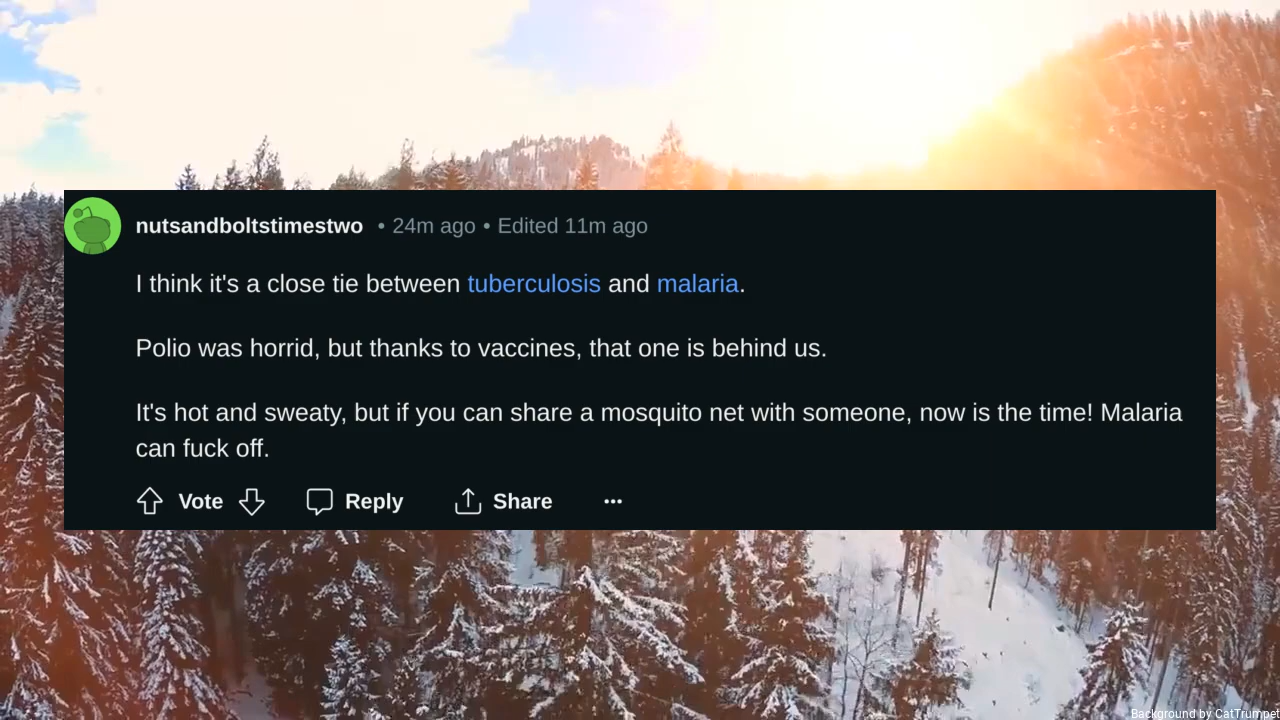 nutsandboltstimestwo • 24m ago • Edited 11m ago
I think it's a close tie between tuberculosis and malaria.
Polio was horrid, but thanks to vaccines, that one is behind us.
It's hot and sweaty, but if you can share a mosquito net with someone, now is the time! Malaria
can fuck off.
Vote Reply Share
Background by CatTrumpet